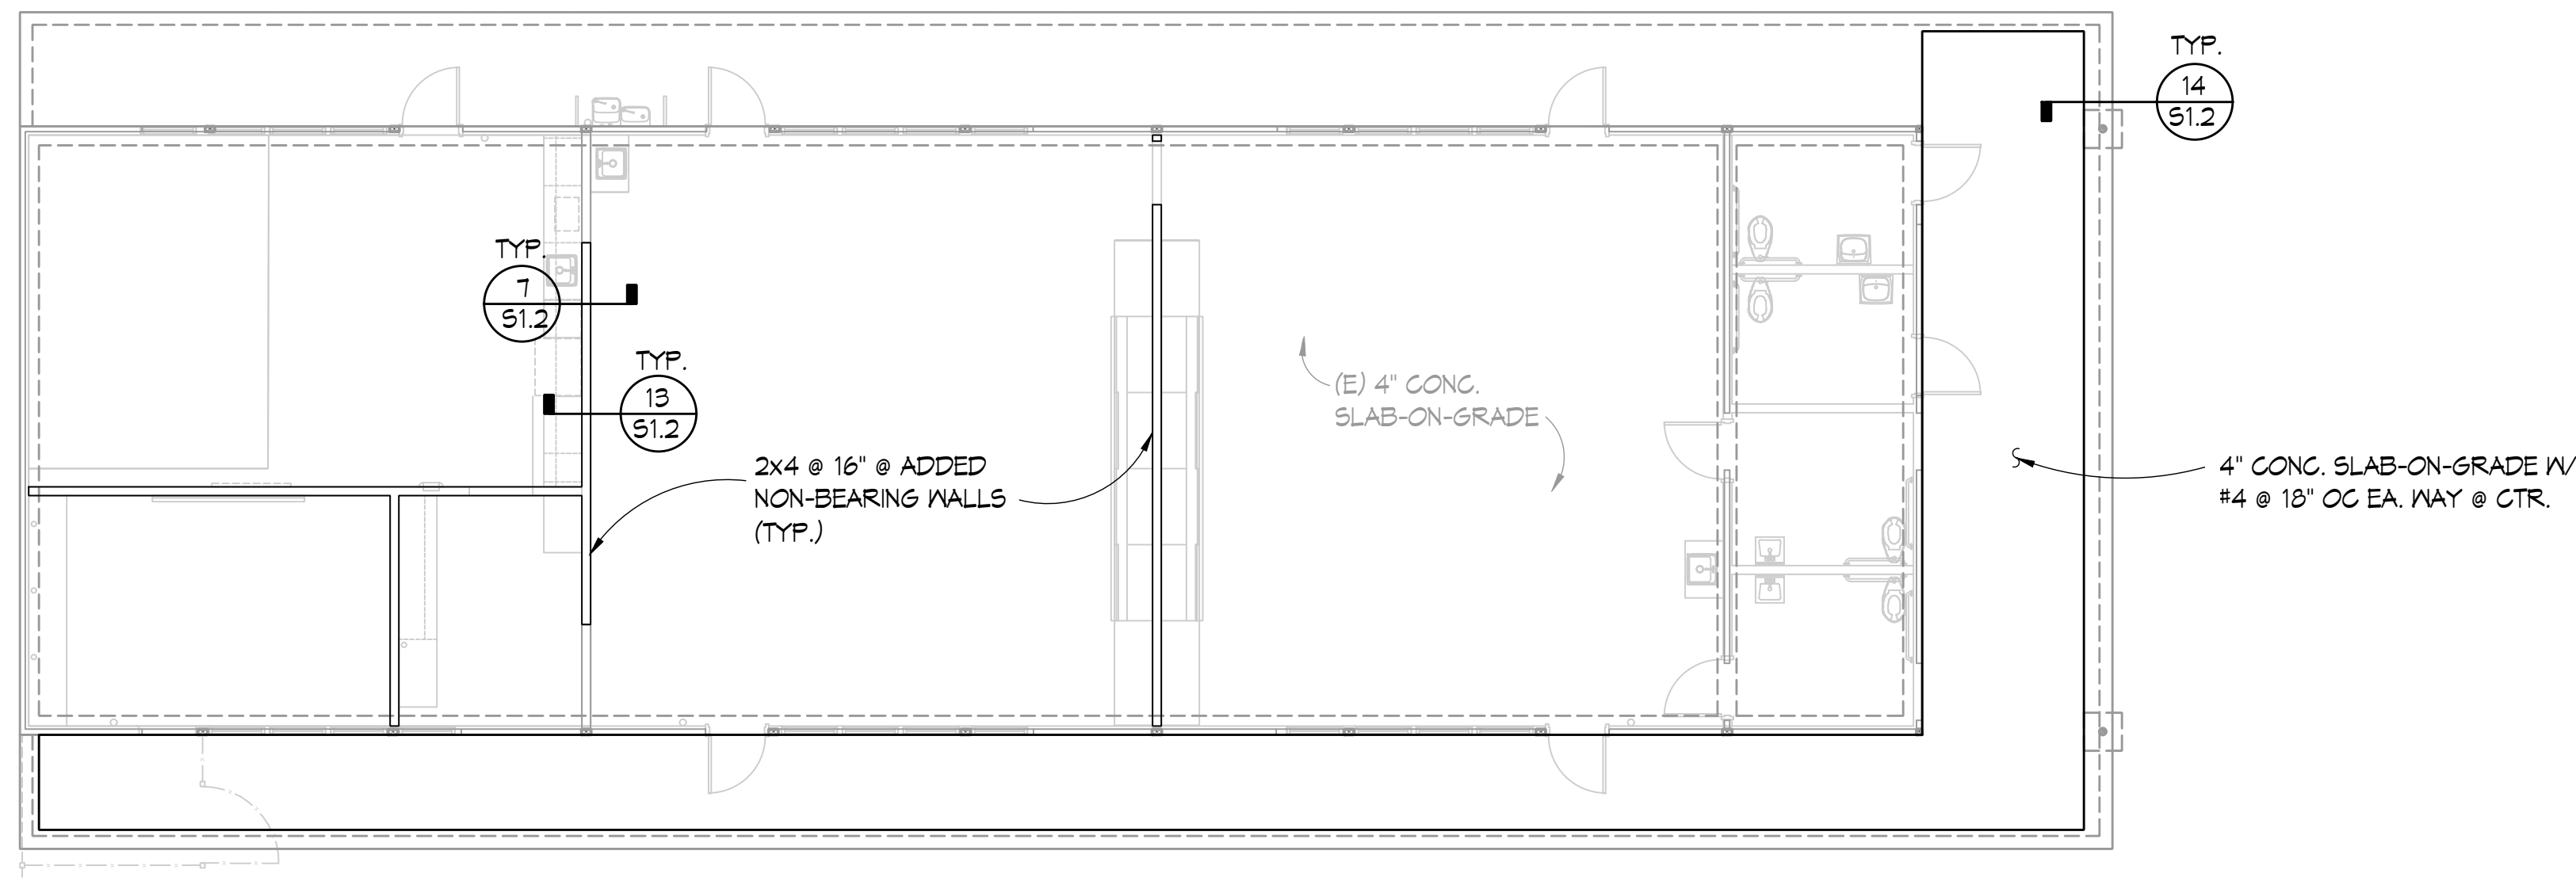 TYP.
14
S1.2
TYP.
7
S1.2
TYP.
13
S1.2
(E) 4" CONC.
SLAB-ON-GRADE
2x4 @ 16" @ ADDED
NON-BEARING WALLS
(TYP.)
4" CONC. SLAB-ON-GRADE W/
#4 @ 18" OC EA. WAY @ CTR.